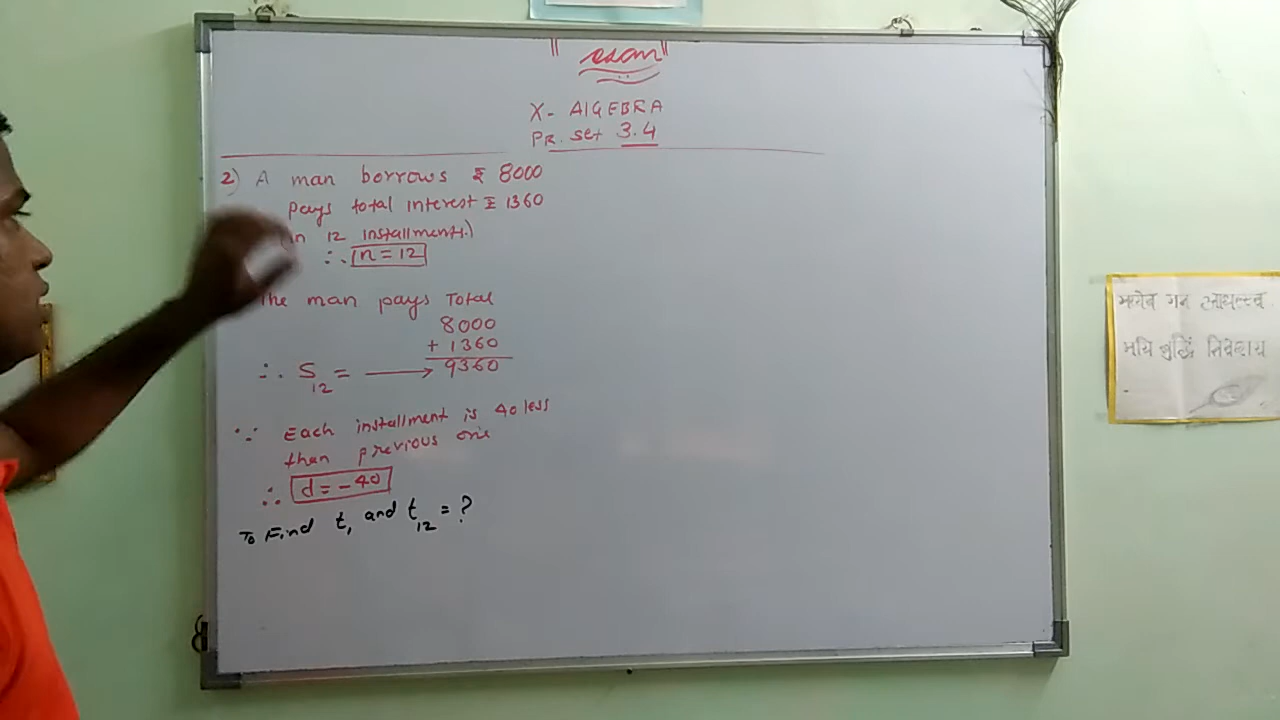 " exam "
X- AlGEBRA
PR. set 3.4
2) A man borrows ₹ 8000
pays total interest ₹ 1360
in 12 installments.)
∴ n = 12
The man pays Total
8000
+ 1360
∴ S12 = ⟶ 9360
∵ Each installment is 40 less
than previous one
∴ d = - 40
To Find t1 and t12 = ?